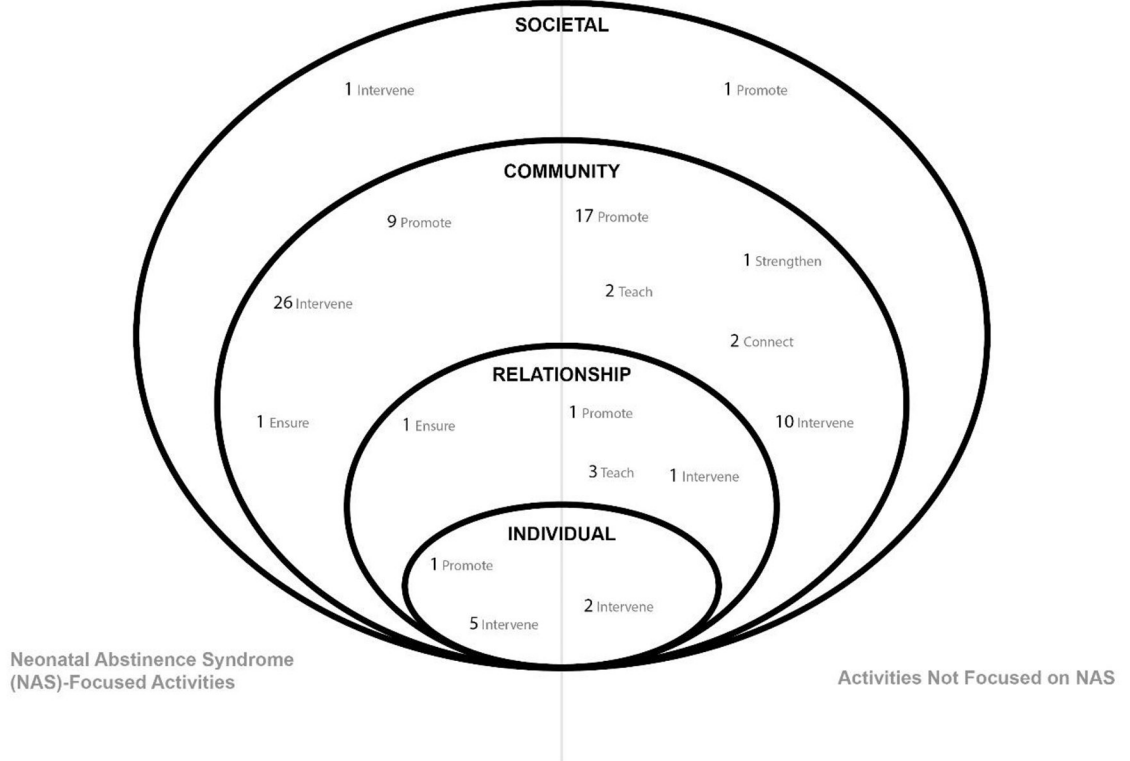 SOCIETAL
1 Intervene
1 Promote
COMMUNITY
9 Promote
17 Promote
1 Strengthen
2 Teach
26 Intervene
2 Connect
RELATIONSHIP
1 Promote
1 Ensure
1 Ensure
10 Intervene
3 Teach
1 Intervene
INDIVIDUAL
1 Promote
2 Intervene
5 Intervene
Neonatal Abstinence Syndrome
(NAS)-Focused Activities
Activities Not Focused on NAS